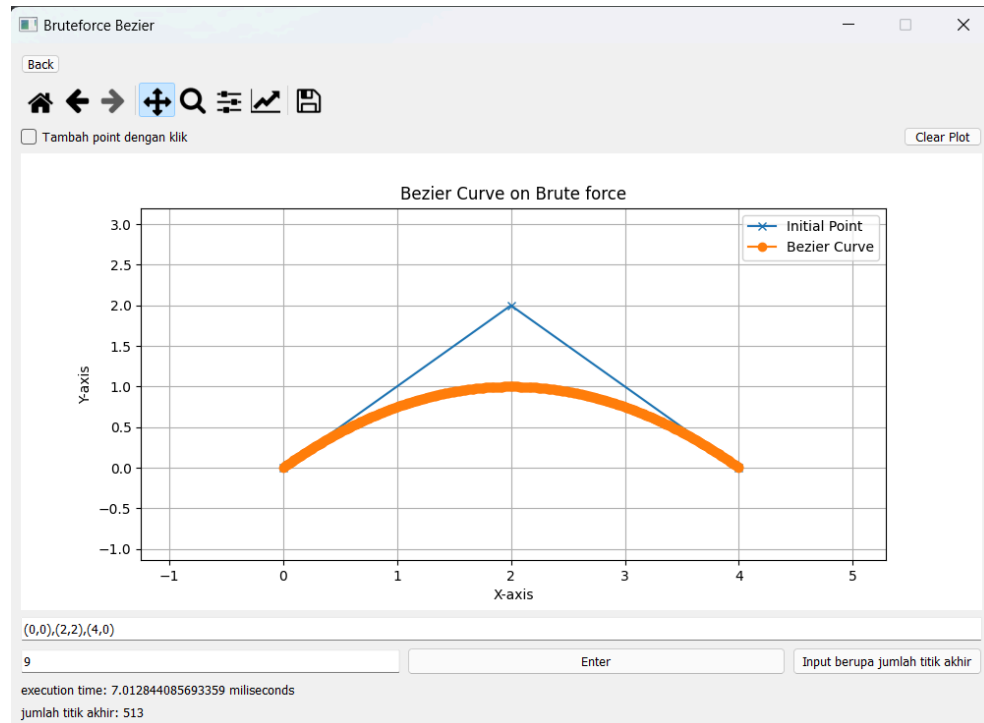 Bruteforce Bezier
Back
Tambah point dengan klik
Clear Plot
Bezier Curve on Brute force
Initial Point
Bezier Curve
3.0
2.5
2.0
1.5
1.0
0.5
0.0
−0.5
−1.0
Y-axis
−1 0 1 2 3 4 5
X-axis
(0,0),(2,2),(4,0)
9 Enter Input berupa jumlah titik akhir
execution time: 7.012844085693359 miliseconds
jumlah titik akhir: 513